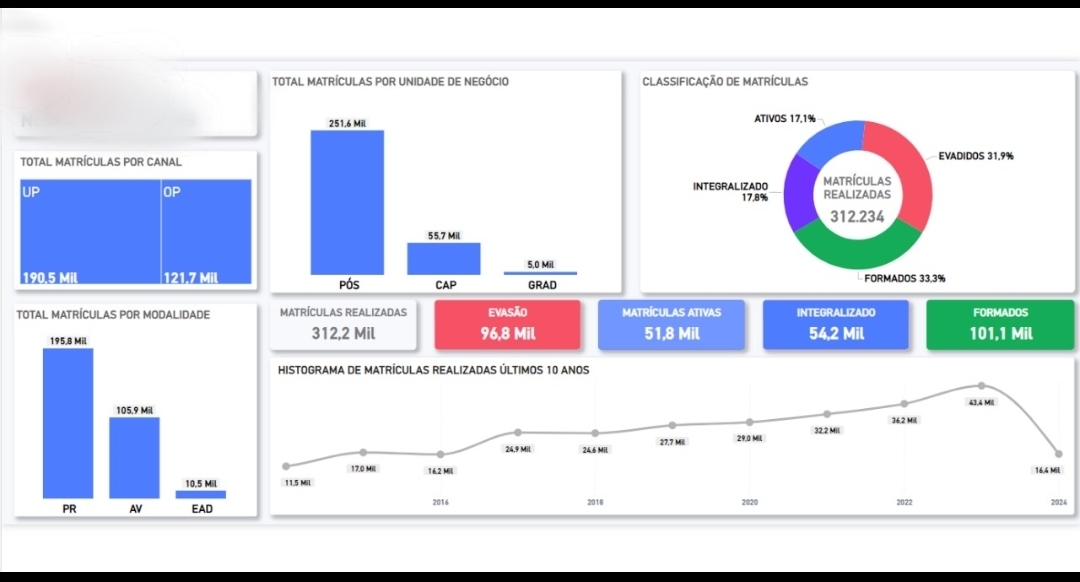 TOTAL MATRÍCULAS POR CANAL
UP
OP
190,5 Mil
121,7 Mil
TOTAL MATRÍCULAS POR MODALIDADE
195,8 Mil
105,9 Mil
10,5 Mil
PR
AV
EAD
TOTAL MATRÍCULAS POR UNIDADE DE NEGÓCIO
251,6 Mil
55,7 Mil
5,0 Mil
PÓS
CAP
GRAD
CLASSIFICAÇÃO DE MATRÍCULAS
ATIVOS 17,1%
EVADIDOS 31,9%
INTEGRALIZADO
17,8%
MATRÍCULAS
REALIZADAS
312.234
FORMADOS 33,3%
MATRÍCULAS REALIZADAS
312,2 Mil
EVASÃO
96,8 Mil
MATRÍCULAS ATIVAS
51,8 Mil
INTEGRALIZADO
54,2 Mil
FORMADOS
101,1 Mil
HISTOGRAMA DE MATRÍCULAS REALIZADAS ÚLTIMOS 10 ANOS
11,5 Mil
17,0 Mil
16,2 Mil
24,9 Mil
24,6 Mil
27,7 Mil
29,0 Mil
32,2 Mil
36,2 Mil
43,4 Mil
16,4 Mil
2016
2018
2020
2022
2024